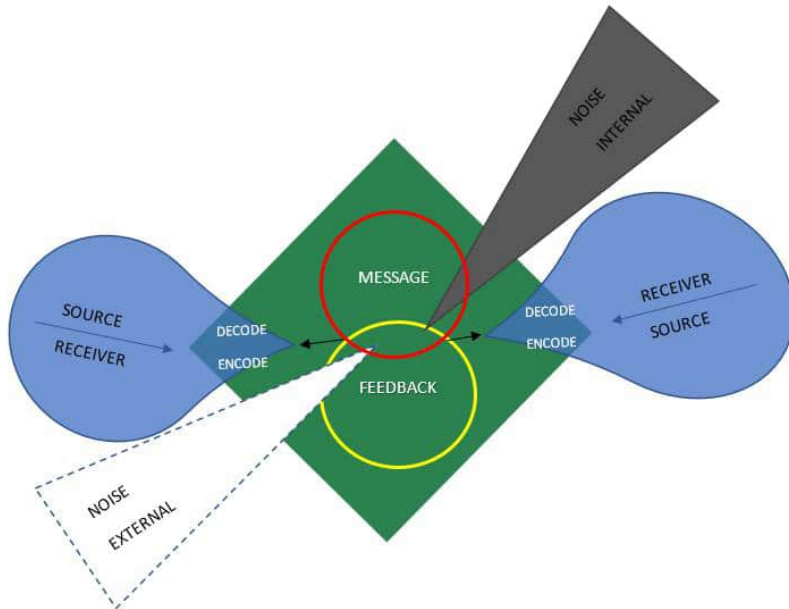 NOISE
INTERNAL
MESSAGE
SOURCE
RECEIVER
DECODE
ENCODE
DECODE
ENCODE
RECEIVER
SOURCE
FEEDBACK
NOISE
EXTERNAL